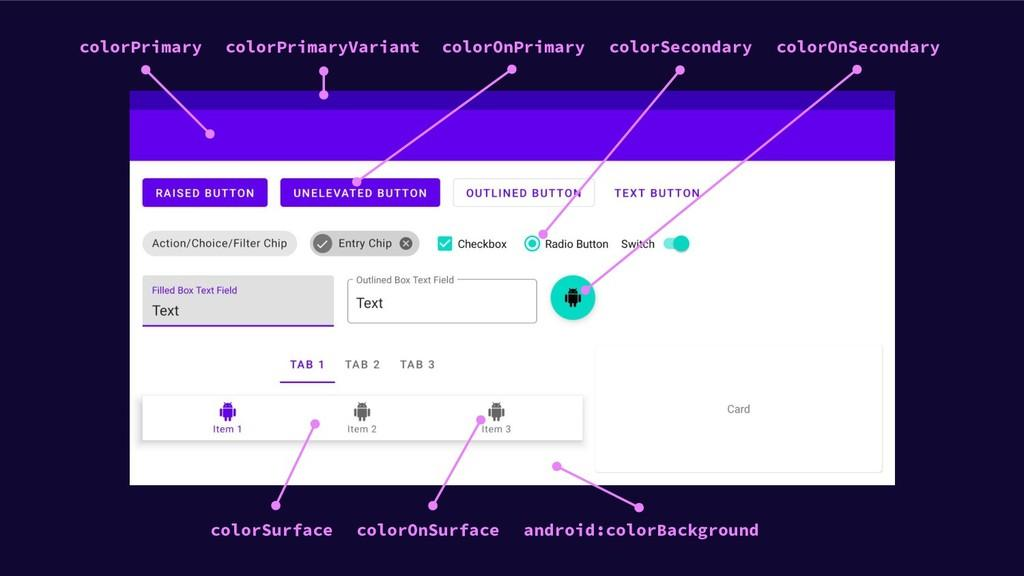 colorPrimary colorPrimaryVariant colorOnPrimary colorSecondary colorOnSecondary
RAISED BUTTON UNELEVATED BUTTON OUTLINED BUTTON TEXT BUTTON
Action/Choice/Filter Chip Entry Chip Checkbox Radio Button Switch
Filled Box Text Field Outlined Box Text Field
Text Text
TAB 1 TAB 2 TAB 3
Card
Item 1 Item 2 Item 3
colorSurface colorOnSurface android:colorBackground